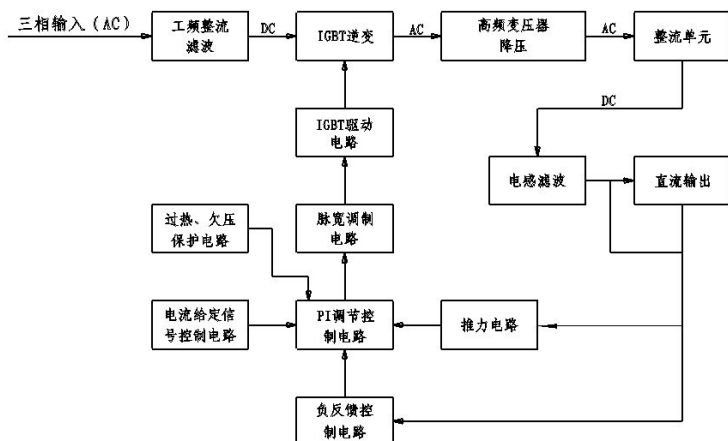 三相输入(AC)
工频整流
滤波
DC
IGBT逆变
AC
高频变压器
降压
AC
整流单元
DC
IGBT驱动
电路
电感滤波
直流输出
过热、欠压
保护电路
脉宽调制
电路
电流给定信
号控制电路
PI调节控
制电路
推力电路
负反馈控
制电路